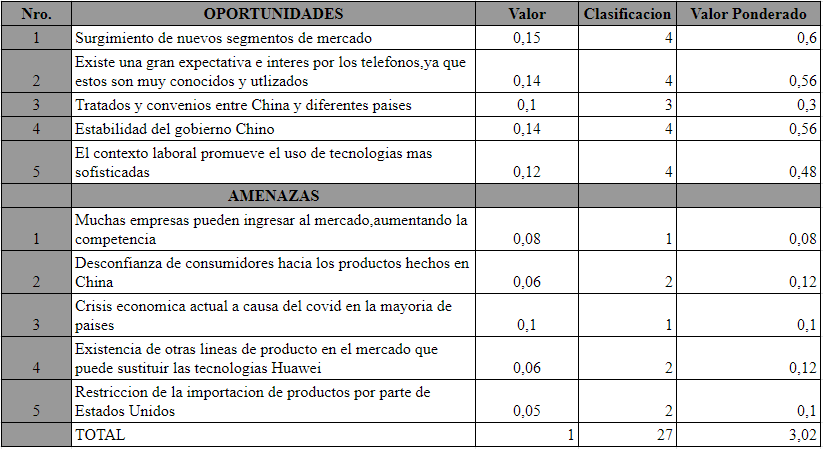 Nro. OPORTUNIDADES Valor Clasificacion Valor Ponderado
1 Surgimiento de nuevos segmentos de mercado 0,15 4 0,6
Existe una gran expectativa e interes por los telefonos,ya que
2 estos son muy conocidos y utlizados 0,14 4 0,56
3 Tratados y convenios entre China y diferentes paises 0,1 3 0,3
4 Estabilidad del gobierno Chino 0,14 4 0,56
El contexto laboral promueve el uso de tecnologias mas
5 sofisticadas 0,12 4 0,48
AMENAZAS
Muchas empresas pueden ingresar al mercado,aumentando la
1 competencia 0,08 1 0,08
Desconfianza de consumidores hacia los productos hechos en
2 China 0,06 2 0,12
Crisis economica actual a causa del covid en la mayoria de
3 paises 0,1 1 0,1
Existencia de otras lineas de producto en el mercado que
4 puede sustituir las tecnologias Huawei 0,06 2 0,12
Restriccion de la importacion de productos por parte de
5 Estados Unidos 0,05 2 0,1
TOTAL 1 27 3,02